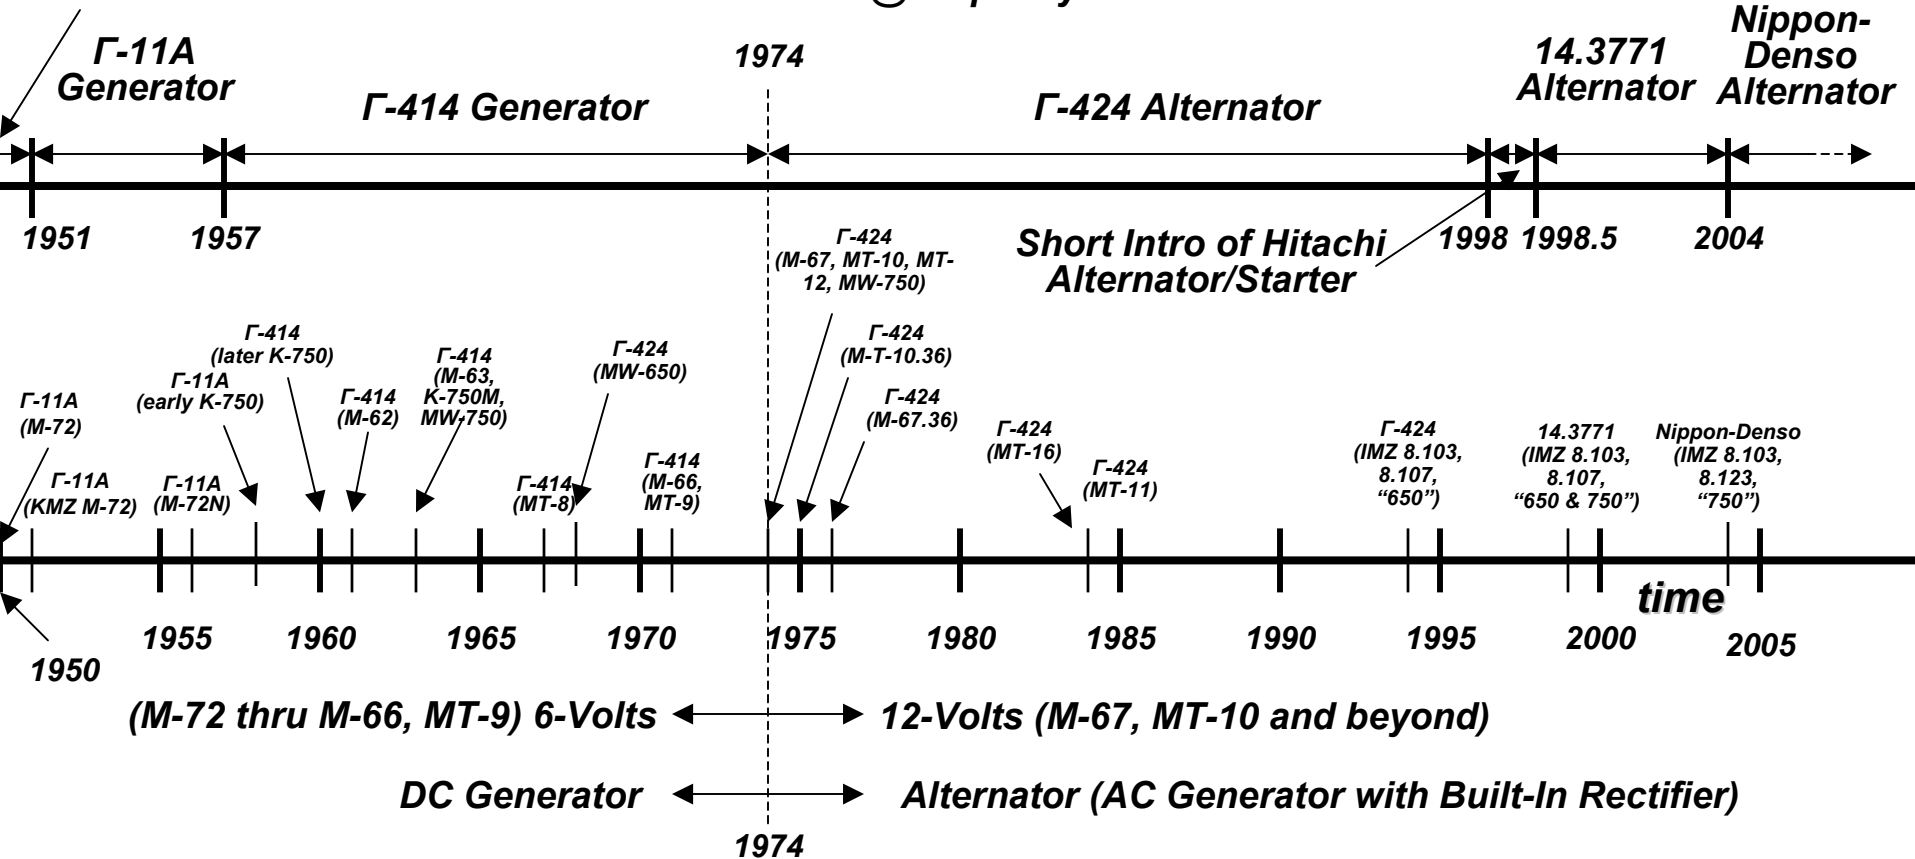 Г-11A
Generator
Г-414 Generator
1974
Г-424 Alternator
14.3771
Alternator
Nippon-
Denso
Alternator
1951
1957
1998
1998.5
2004
Short Intro of Hitachi
Alternator/Starter
Г-424
(M-67, MT-10, MT-
12, MW-750)
Г-11A
(M-72)
Г-11A
(KMZ M-72)
Г-11A
(early K-750)
Г-11A
(M-72N)
Г-414
(later K-750)
Г-414
(M-62)
Г-414
(M-63,
K-750M,
MW-750)
Г-414
(MT-8)
Г-424
(MW-650)
Г-414
(M-66,
MT-9)
Г-424
(M-T-10.36)
Г-424
(M-67.36)
Г-424
(MT-16)
Г-424
(MT-11)
Г-424
(IMZ 8.103,
8.107,
“650”)
14.3771
(IMZ 8.103,
8.107,
“650 & 750”)
Nippon-Denso
(IMZ 8.103,
8.123,
“750”)
time
1950
1955
1960
1965
1970
1975
1980
1985
1990
1995
2000
2005
(M-72 thru M-66, MT-9) 6-Volts
12-Volts (M-67, MT-10 and beyond)
DC Generator
Alternator (AC Generator with Built-In Rectifier)
1974